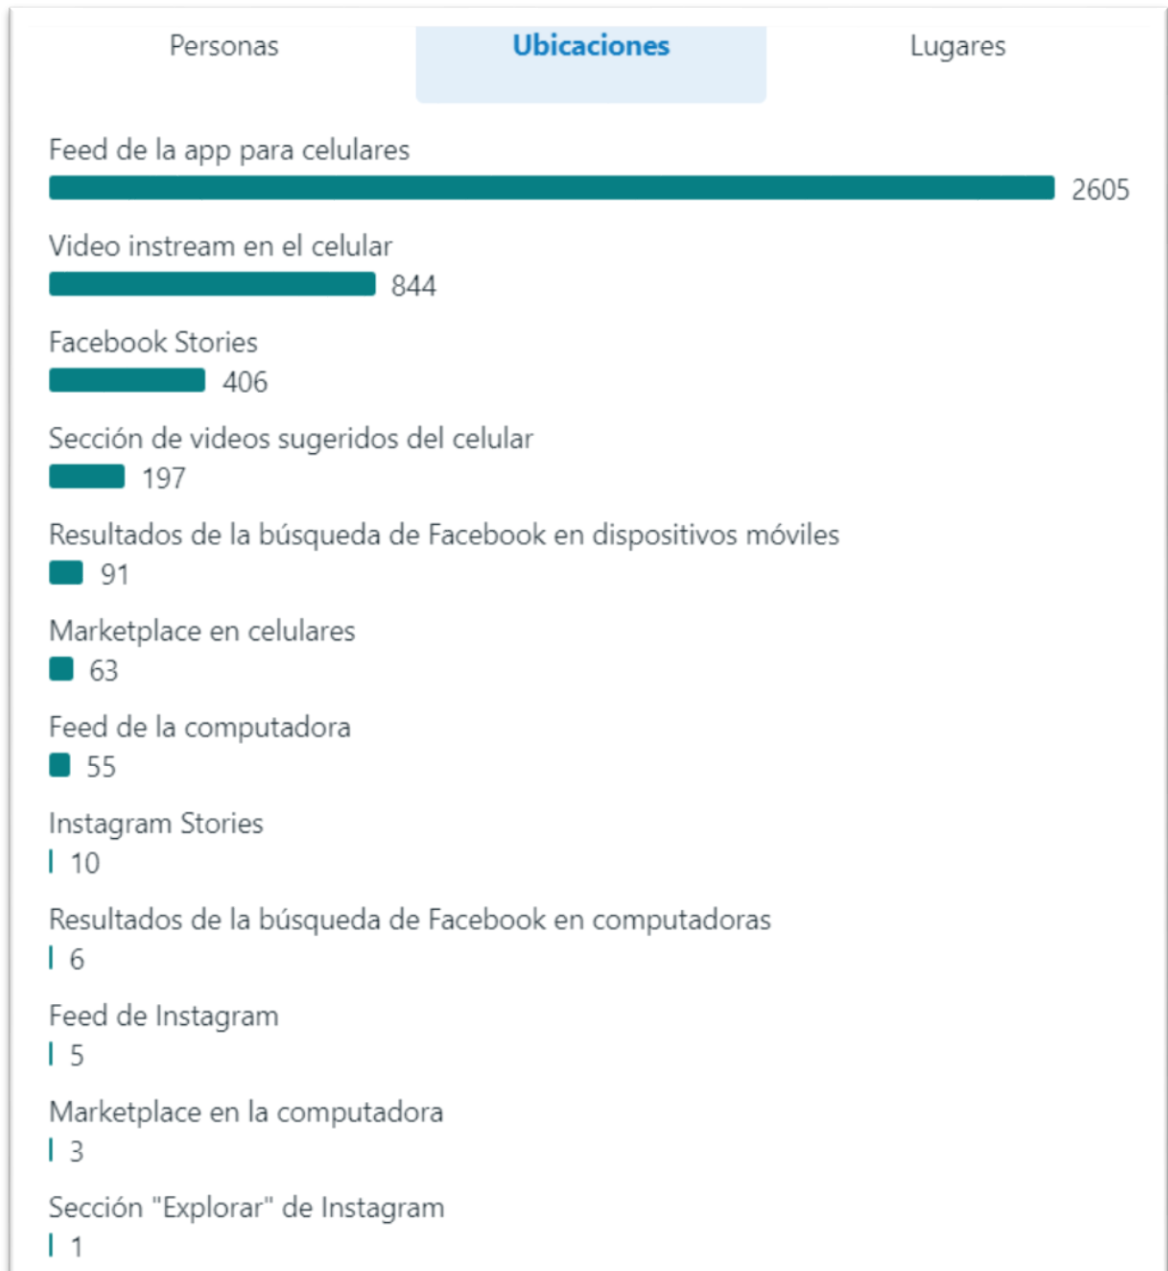 Personas Ubicaciones Lugares
Feed de la app para celulares
2605
Video instream en el celular
844
Facebook Stories
406
Sección de videos sugeridos del celular
197
Resultados de la búsqueda de Facebook en dispositivos móviles
91
Marketplace en celulares
63
Feed de la computadora
55
Instagram Stories
10
Resultados de la búsqueda de Facebook en computadoras
6
Feed de Instagram
5
Marketplace en la computadora
3
Sección "Explorar" de Instagram
1